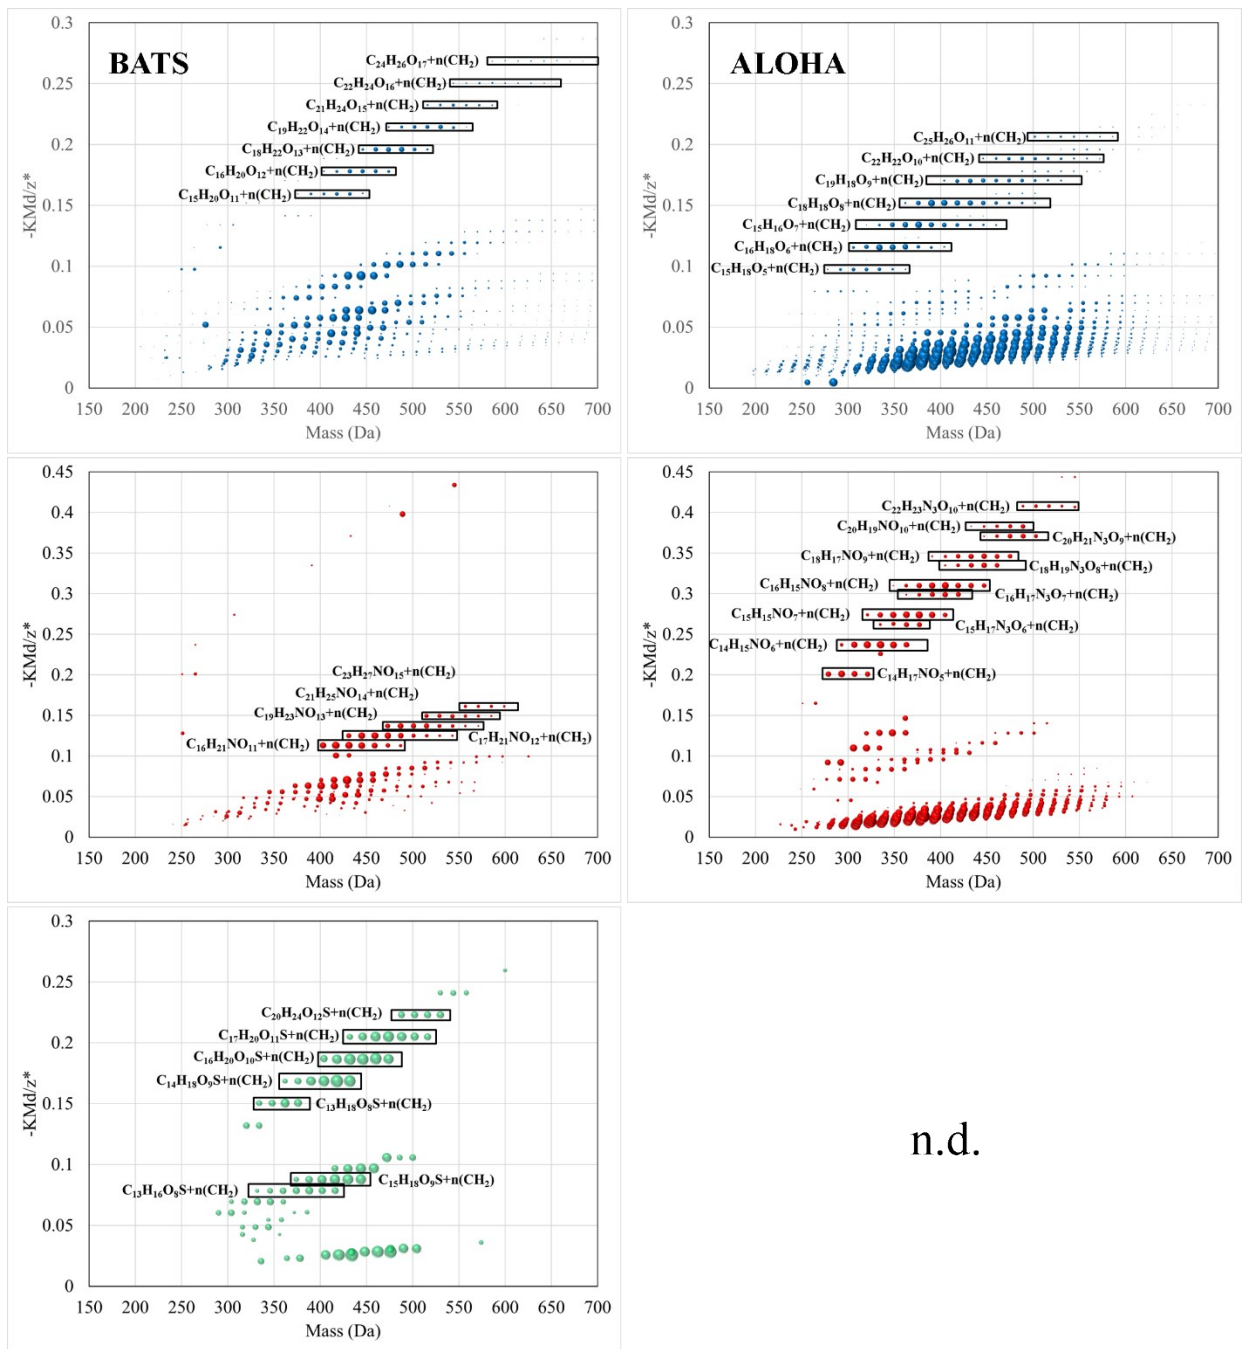 BATS
-KMd/z*
0.3
0.25
0.2
0.15
0.1
0.05
0
C₂₄H₂₆O₁₇+n(CH₂)
C₂₂H₂₄O₁₆+n(CH₂)
C₂₁H₂₄O₁₅+n(CH₂)
C₁₉H₂₂O₁₄+n(CH₂)
C₁₈H₂₂O₁₃+n(CH₂)
C₁₆H₂₀O₁₂+n(CH₂)
C₁₅H₂₀O₁₁+n(CH₂)
150 200 250 300 350 400 450 500 550 600 650 700
Mass (Da)
ALOHA
-KMd/z*
0.3
0.25
0.2
0.15
0.1
0.05
0
C₂₅H₂₆O₁₁+n(CH₂)
C₂₂H₂₂O₁₀+n(CH₂)
C₁₉H₁₈O₉+n(CH₂)
C₁₈H₁₈O₈+n(CH₂)
C₁₅H₁₆O₇+n(CH₂)
C₁₆H₁₈O₆+n(CH₂)
C₁₅H₁₈O₅+n(CH₂)
150 200 250 300 350 400 450 500 550 600 650 700
Mass (Da)
-KMd/z*
0.45
0.4
0.35
0.3
0.25
0.2
0.15
0.1
0.05
0
C₂₃H₂₇NO₁₅+n(CH₂)
C₂₁H₂₅NO₁₄+n(CH₂)
C₁₉H₂₃NO₁₃+n(CH₂)
C₁₇H₂₁NO₁₂+n(CH₂)
C₁₆H₂₁NO₁₁+n(CH₂)
150 200 250 300 350 400 450 500 550 600 650 700
Mass (Da)
-KMd/z*
0.45
0.4
0.35
0.3
0.25
0.2
0.15
0.1
0.05
0
C₂₂H₂₃N₃O₁₀+n(CH₂)
C₂₀H₁₉NO₁₀+n(CH₂)
C₂₀H₂₁N₃O₉+n(CH₂)
C₁₈H₁₇NO₉+n(CH₂)
C₁₈H₁₉N₃O₈+n(CH₂)
C₁₆H₁₅NO₈+n(CH₂)
C₁₆H₁₇N₃O₇+n(CH₂)
C₁₅H₁₅NO₇+n(CH₂)
C₁₅H₁₇N₃O₆+n(CH₂)
C₁₄H₁₅NO₆+n(CH₂)
C₁₄H₁₇NO₅+n(CH₂)
150 200 250 300 350 400 450 500 550 600 650 700
Mass (Da)
-KMd/z*
0.3
0.25
0.2
0.15
0.1
0.05
0
C₂₀H₂₄O₁₂S+n(CH₂)
C₁₇H₂₀O₁₁S+n(CH₂)
C₁₆H₂₀O₁₀S+n(CH₂)
C₁₄H₁₈O₉S+n(CH₂)
C₁₃H₁₈O₈S+n(CH₂)
C₁₅H₁₈O₉S+n(CH₂)
C₁₃H₁₆O₈S+n(CH₂)
150 200 250 300 350 400 450 500 550 600 650 700
Mass (Da)
n.d.